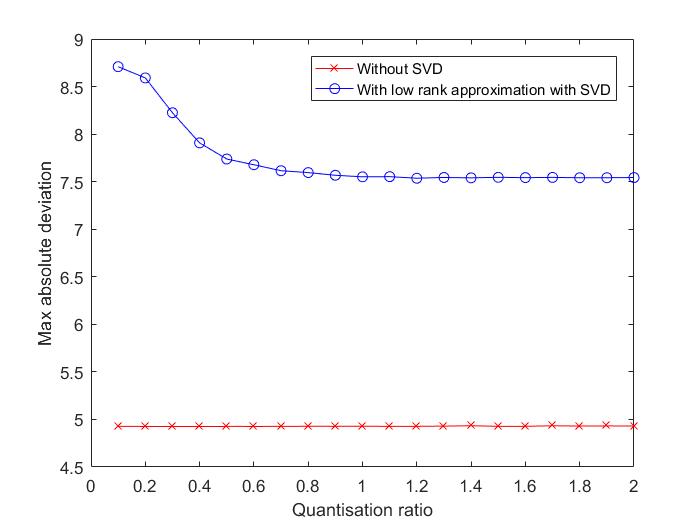 9
8.5
8
7.5
7
6.5
6
5.5
5
4.5
Max absolute deviation
Without SVD
With low rank approximation with SVD
0 0.2 0.4 0.6 0.8 1 1.2 1.4 1.6 1.8 2
Quantisation ratio